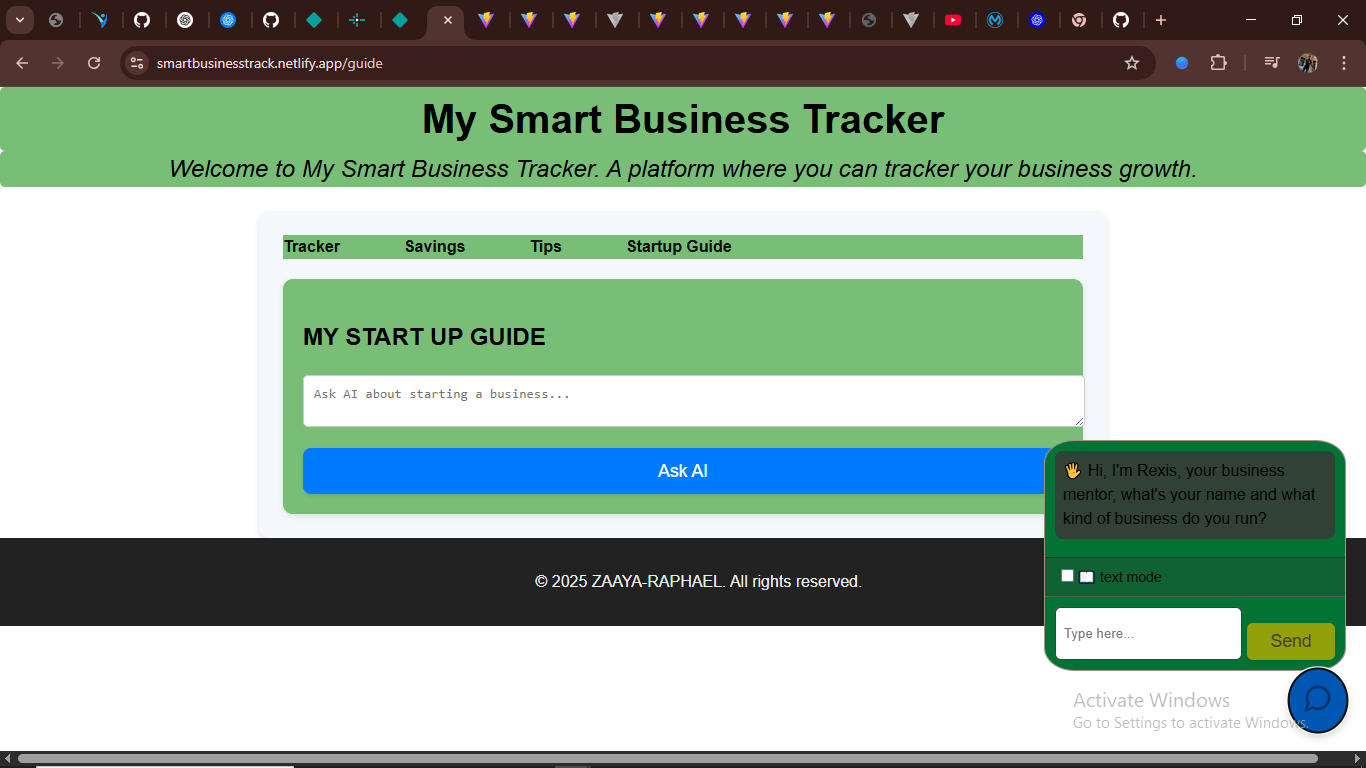 smartbusinesstrack.netlify.app/guide
My Smart Business Tracker
Welcome to My Smart Business Tracker. A platform where you can tracker your business growth.
Tracker Savings Tips Startup Guide
MY START UP GUIDE
Ask AI about starting a business...
Ask AI
🖐 Hi, I'm Rexis, your business
mentor, what's your name and what
kind of business do you run?
📖 text mode
Type here...
Send
© 2025 ZAAYA-RAPHAEL. All rights reserved.
Activate Windows
Go to Settings to activate Windows.